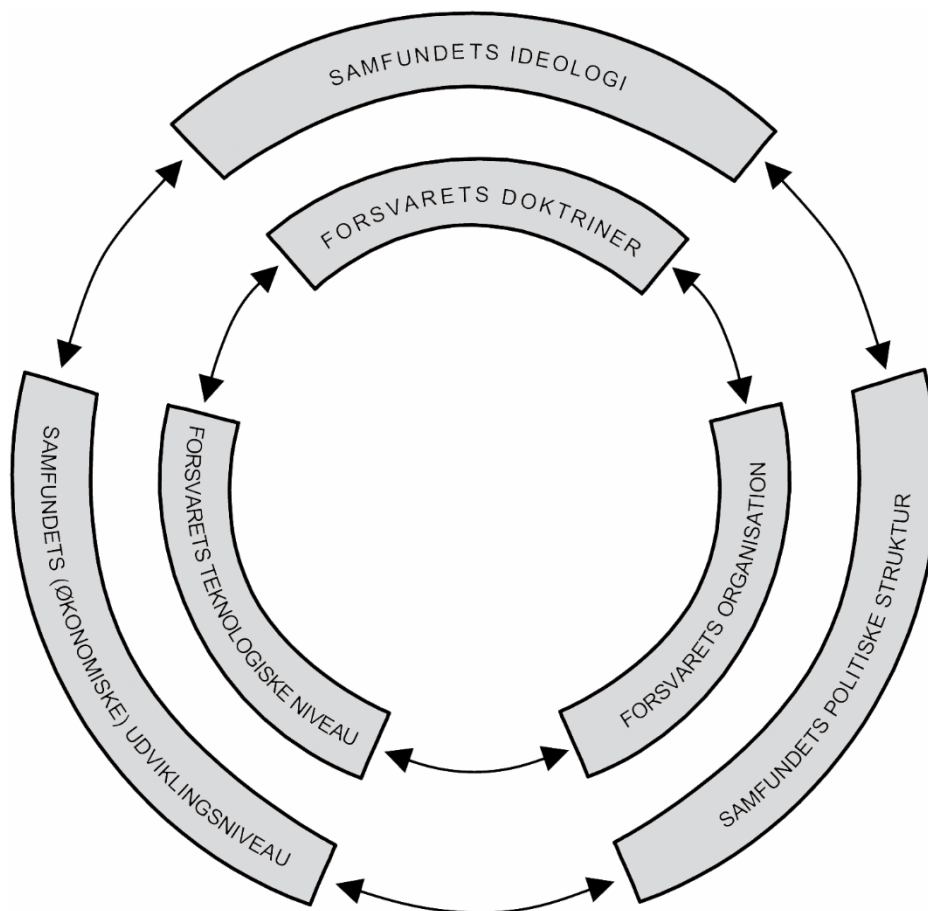 SAMFUNDETS IDEOLOGI
FORSVARETS DOKTRINER
SAMFUNDETS (ØKONOMISKE) UDVIKLINGSNIVEAU
FORSVARETS TEKNOLOGISKE NIVEAU
FORSVARETS ORGANISATION
SAMFUNDETS POLITISKE STRUKTUR